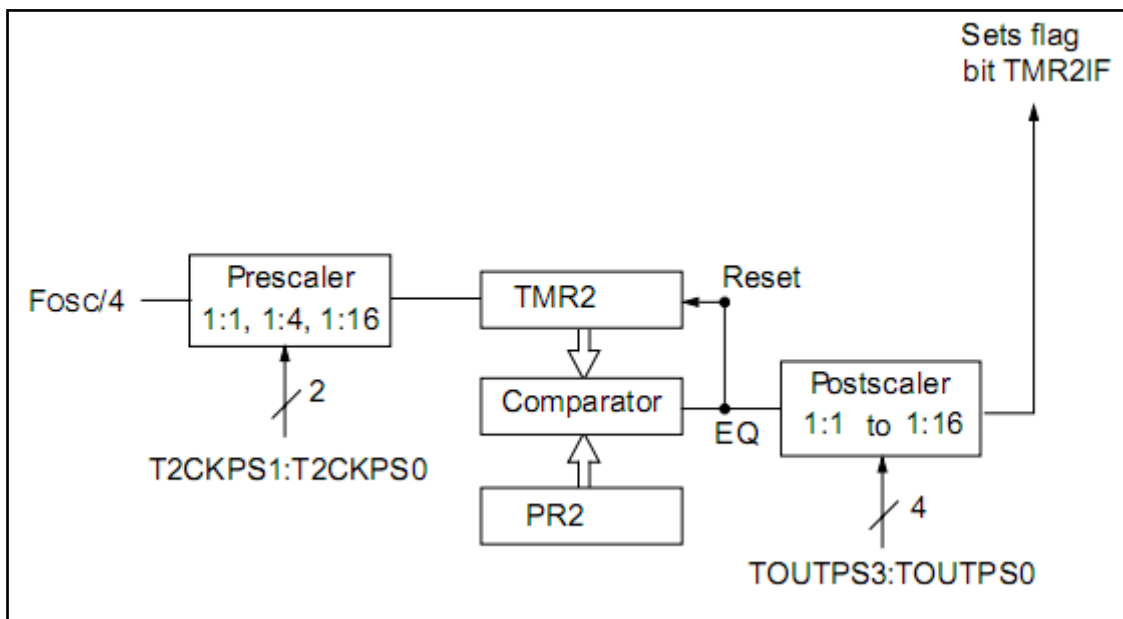 Sets flag
bit TMR2IF
Reset
Prescaler
1:1, 1:4, 1:16
TMR2
Fosc/4
Comparator
EQ
Postscaler
1:1 to 1:16
2
T2CKPS1:T2CKPS0
PR2
4
TOUTPS3:TOUTPS0